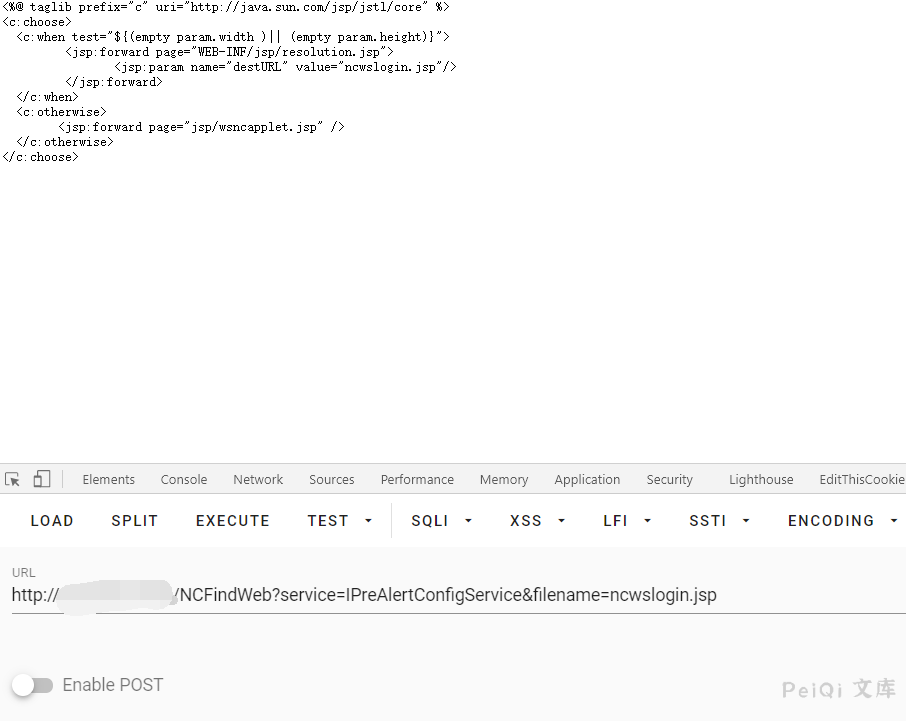 <%@ taglib prefix="c" uri="http://java.sun.com/jsp/jstl/core" %>
<c:choose>
<c:when test="${(empty param.width )|| (empty param.height)}">
<jsp:forward page="WEB-INF/jsp/resolution.jsp">
<jsp:param name="destURL" value="ncwslogin.jsp"/>
</jsp:forward>
</c:when>
<c:otherwise>
<jsp:forward page="jsp/wsncapplet.jsp" />
</c:otherwise>
</c:choose>
Elements Console Network Sources Performance Memory Application Security Lighthouse EditThisCookie
LOAD SPLIT EXECUTE TEST SQLI XSS LFI SSTI ENCODING
URL
http:// /NCFindWeb?service=IPreAlertConfigService&filename=ncwslogin.jsp
Enable POST
PeiQi 文库